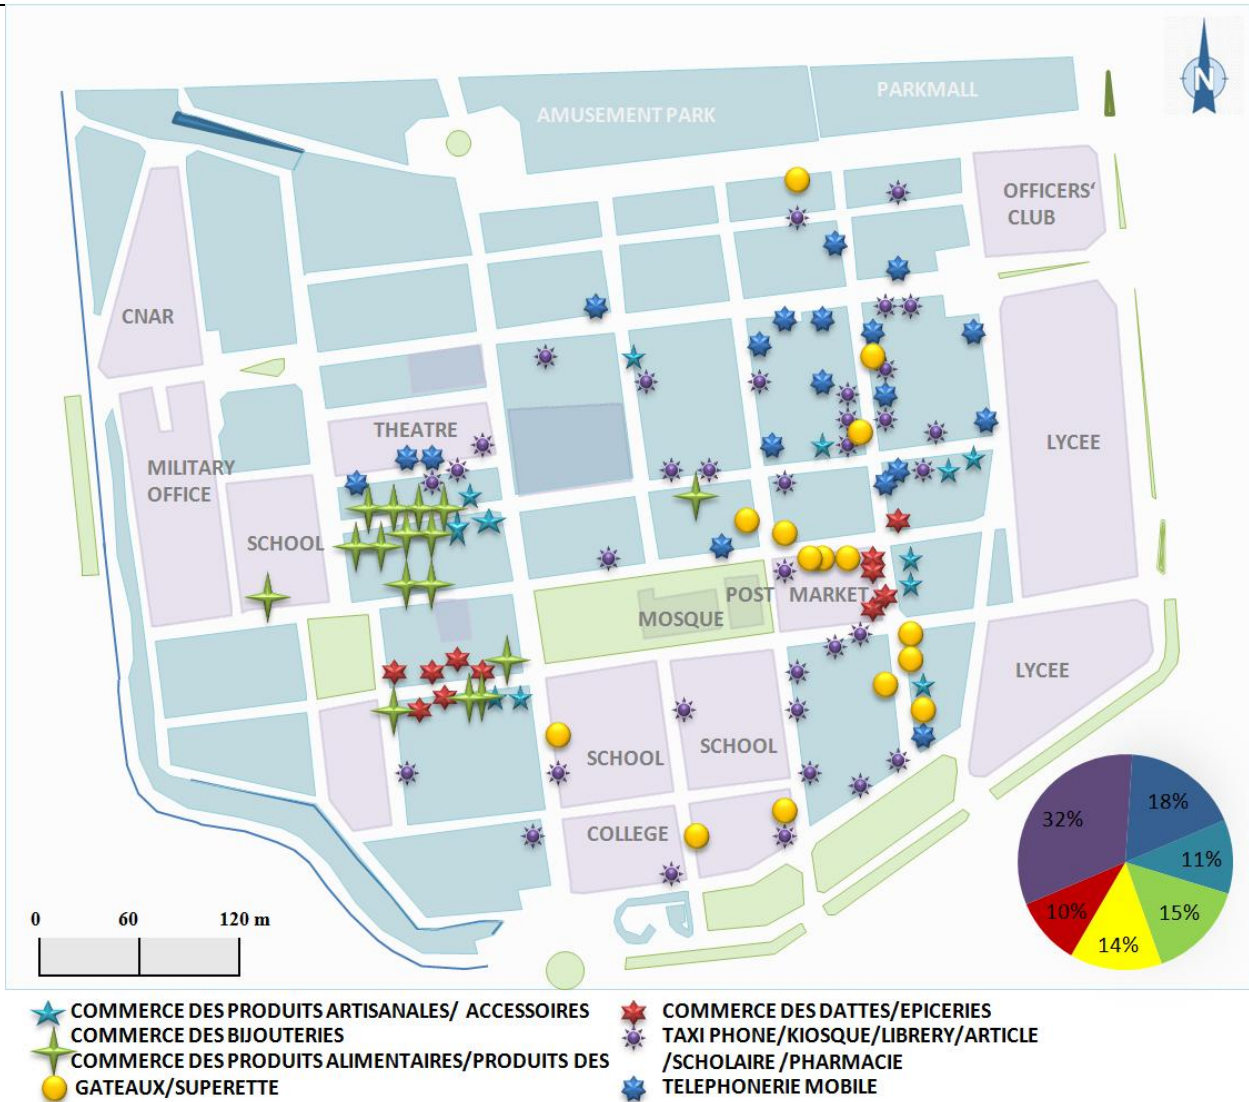 N
PARKMALL
AMUSEMENT PARK
OFFICERS‘
CLUB
CNAR
THEATRE
LYCEE
MILITARY
OFFICE
SCHOOL
POST MARKET
MOSQUE
LYCEE
SCHOOL
SCHOOL
COLLEGE
32%
18%
11%
10%
15%
14%
0 60 120 m
COMMERCE DES PRODUITS ARTISANALES/ ACCESSOIRES
COMMERCE DES BIJOUTERIES
COMMERCE DES PRODUITS ALIMENTAIRES/PRODUITS DES
GATEAUX/SUPERETTE
COMMERCE DES DATTES/EPICERIES
TAXI PHONE/KIOSQUE/LIBRERY/ARTICLE
/SCHOLAIRE /PHARMACIE
TELEPHONERIE MOBILE